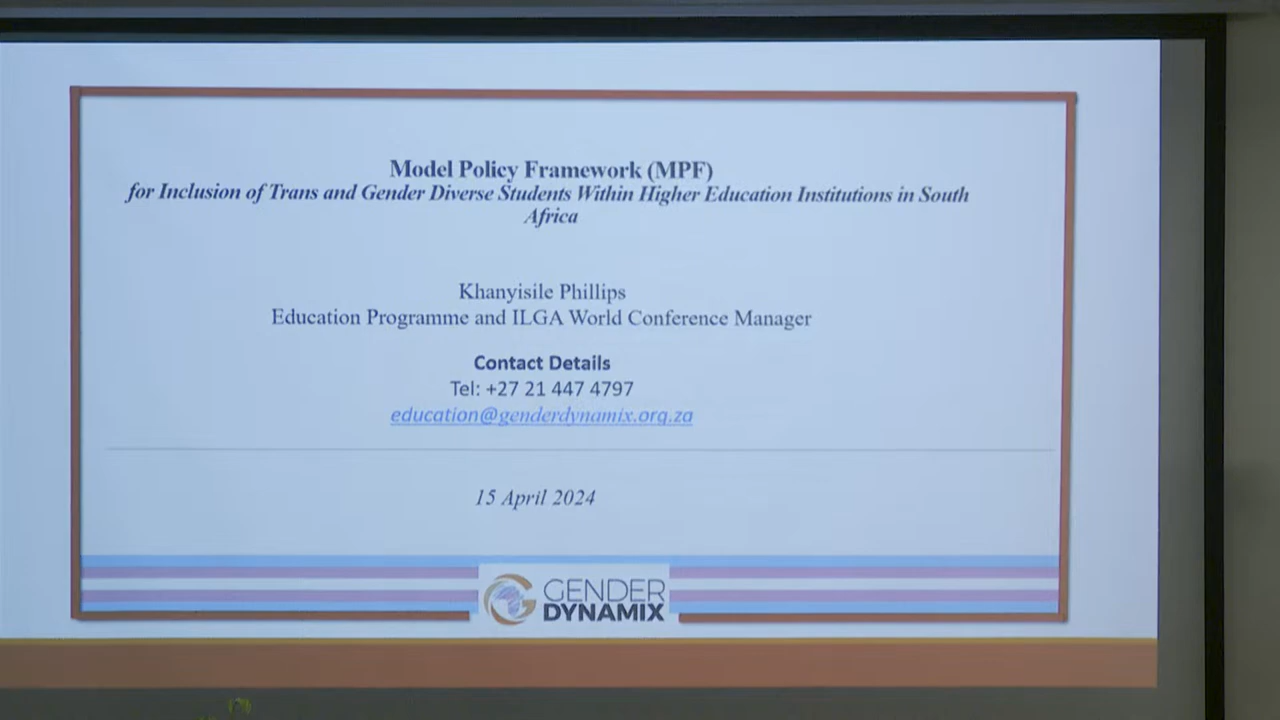 Model Policy Framework (MPF)
for Inclusion of Trans and Gender Diverse Students Within Higher Education Institutions in South
Africa
Khanyisile Phillips
Education Programme and ILGA World Conference Manager
Contact Details
Tel: +27 21 447 4797
education@genderdynamix.org.za
15 April 2024
GENDER
DYNAMIX